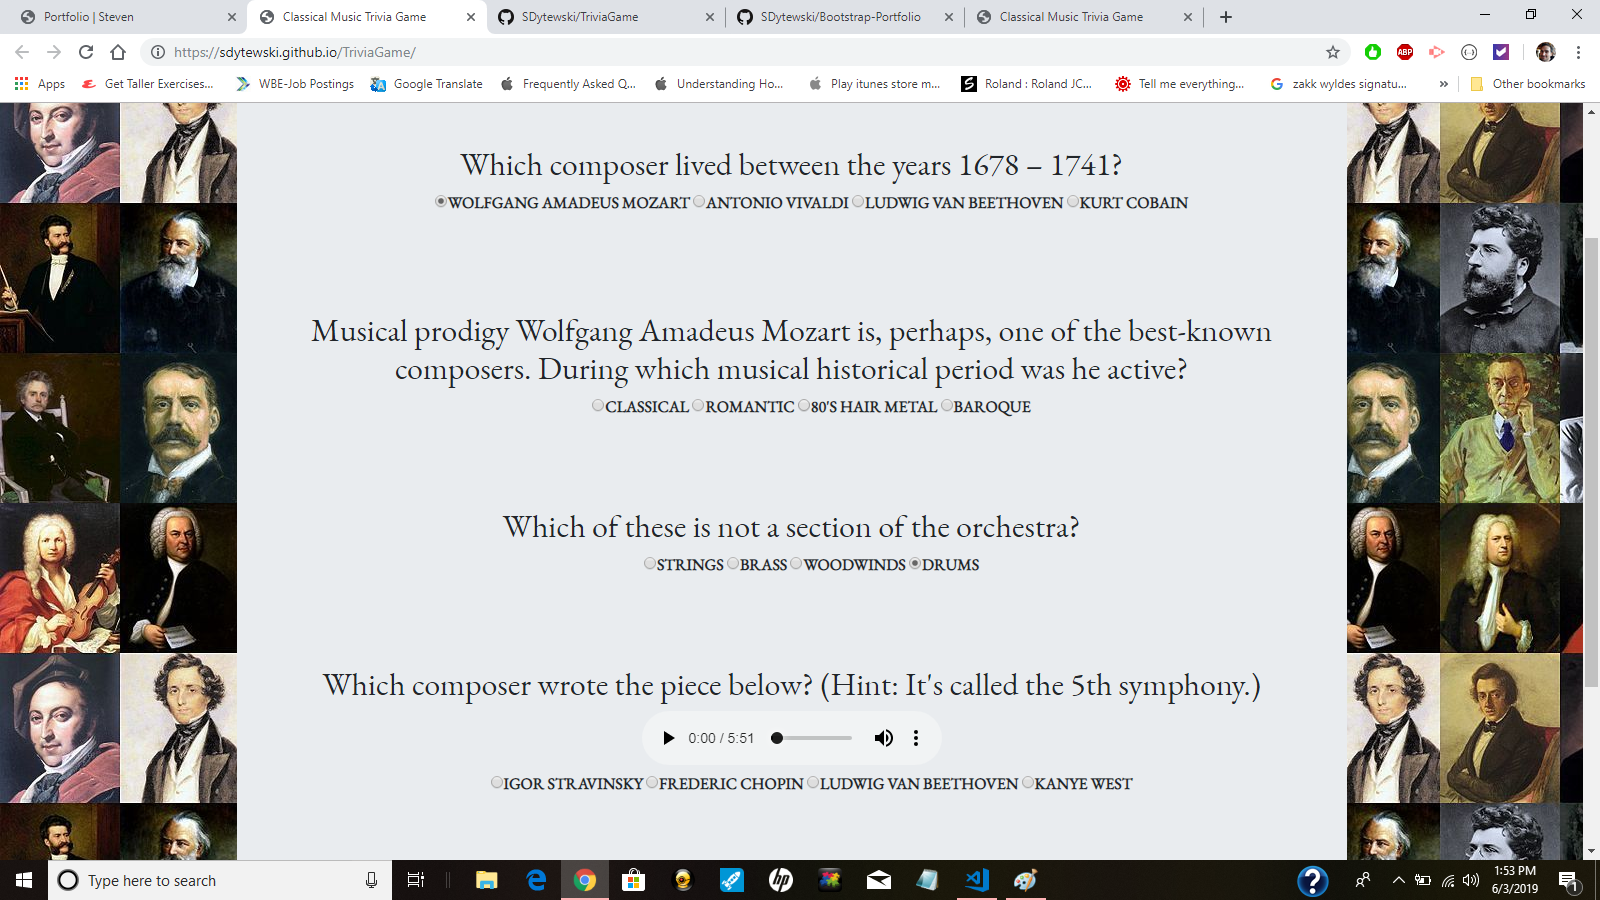 Portfolio | Steven
Classical Music Trivia Game
SDytewski/TriviaGame
SDytewski/Bootstrap-Portfolio
Classical Music Trivia Game
https://sdytewski.github.io/TriviaGame/
ABP
Apps
Get Taller Exercises...
WBE-Job Postings
Google Translate
Frequently Asked Q...
Understanding Ho...
Play itunes store m...
Roland : Roland JC...
Tell me everything...
zakk wyldes signatu...
»
Other bookmarks
Which composer lived between the years 1678 – 1741?
WOLFGANG AMADEUS MOZART ANTONIO VIVALDI LUDWIG VAN BEETHOVEN KURT COBAIN
Musical prodigy Wolfgang Amadeus Mozart is, perhaps, one of the best-known
composers. During which musical historical period was he active?
CLASSICAL ROMANTIC 80'S HAIR METAL BAROQUE
Which of these is not a section of the orchestra?
STRINGS BRASS WOODWINDS DRUMS
Which composer wrote the piece below? (Hint: It's called the 5th symphony.)
0:00 / 5:51
IGOR STRAVINSKY FREDERIC CHOPIN LUDWIG VAN BEETHOVEN KANYE WEST
Type here to search
hp
?
1:53 PM
6/3/2019
1